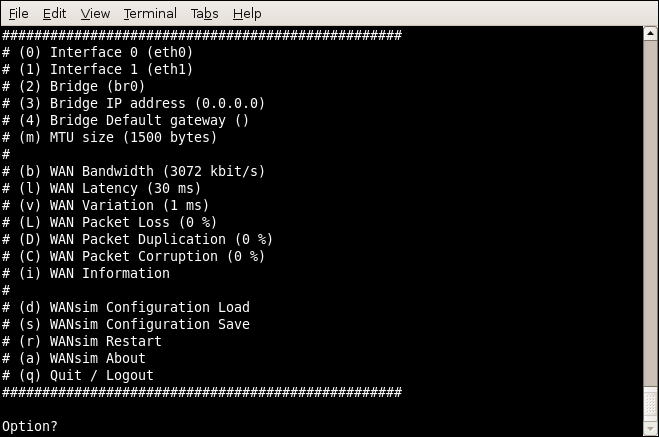 File Edit View Terminal Tabs Help
##################################################
# (0) Interface 0 (eth0)
# (1) Interface 1 (eth1)
# (2) Bridge (br0)
# (3) Bridge IP address (0.0.0.0)
# (4) Bridge Default gateway ()
# (m) MTU size (1500 bytes)
#
# (b) WAN Bandwidth (3072 kbit/s)
# (l) WAN Latency (30 ms)
# (v) WAN Variation (1 ms)
# (L) WAN Packet Loss (0 %)
# (D) WAN Packet Duplication (0 %)
# (C) WAN Packet Corruption (0 %)
# (i) WAN Information
#
# (d) WANsim Configuration Load
# (s) WANsim Configuration Save
# (r) WANsim Restart
# (a) WANsim About
# (q) Quit / Logout
##################################################
Option?